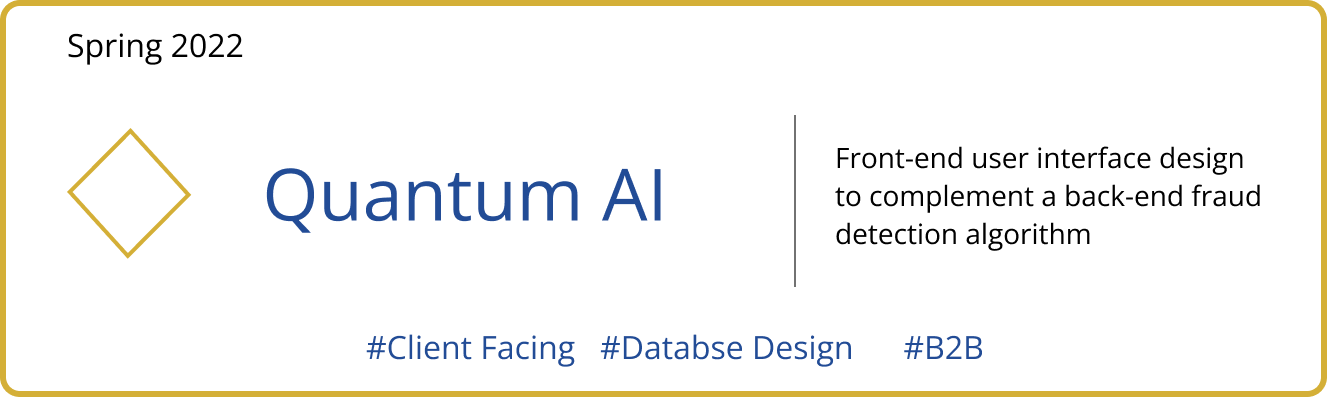 Spring 2022
Quantum AI
Front-end user interface design
to complement a back-end fraud
detection algorithm
#Client Facing #Databse Design #B2B